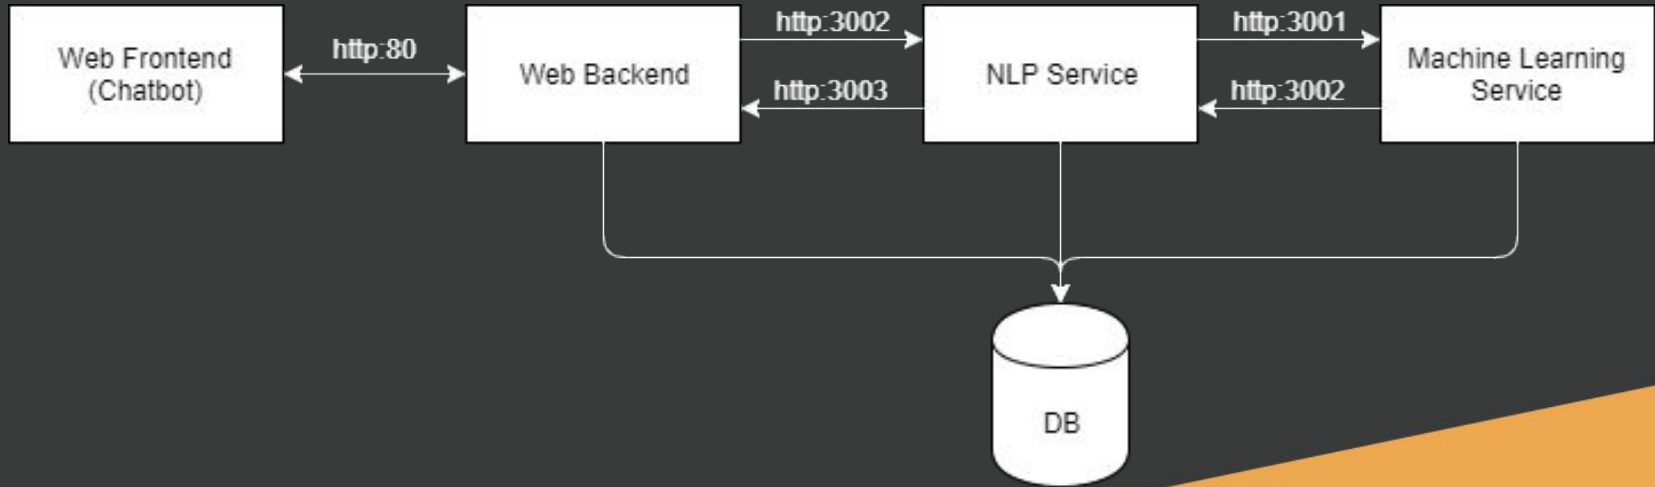 http:3002
http:3001
Web Frontend
(Chatbot)
http:80
Web Backend
NLP Service
Machine Learning
Service
http:3003
http:3002
DB